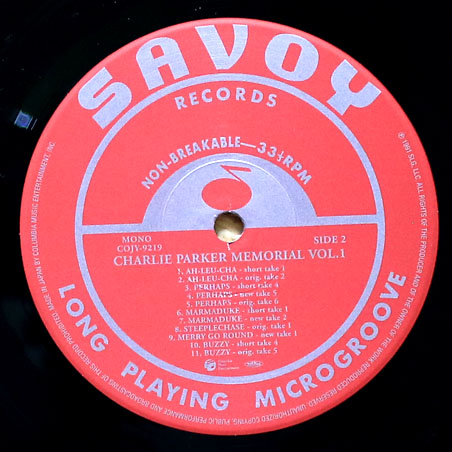 SAVOY
RECORDS
NON-BREAKABLE—33⅓RPM
MONO
COJY-9219
SIDE 2
CHARLIE PARKER MEMORIAL VOL.1
1. AH-LEU-CHA - short take 1
2. AH-LEU-CHA - orig. take 2
3. PERHAPS - short take 4
4. PERHAPS - new take 5
5. PERHAPS - orig. take 6
6. MARMADUKE - short take 1
7. MARMADUKE - new take 2
8. STEEPLECHASE - orig. take 1
9. MERRY GO ROUND - new take 1
10. BUZZY - short take 4
11. BUZZY - orig. take 5
LONG PLAYING MICROGROOVE
℗1991 SLG, LLC. ALL RIGHTS OF THE PRODUCER AND OF THE OWNER OF THE WORK REPRODUCED RESERVED. UNAUTHORIZED COPYING, PUBLIC PERFORMANCE AND BROADCASTING OF THIS RECORD PROHIBITED. MADE IN JAPAN BY COLUMBIA MUSIC ENTERTAINMENT, INC.